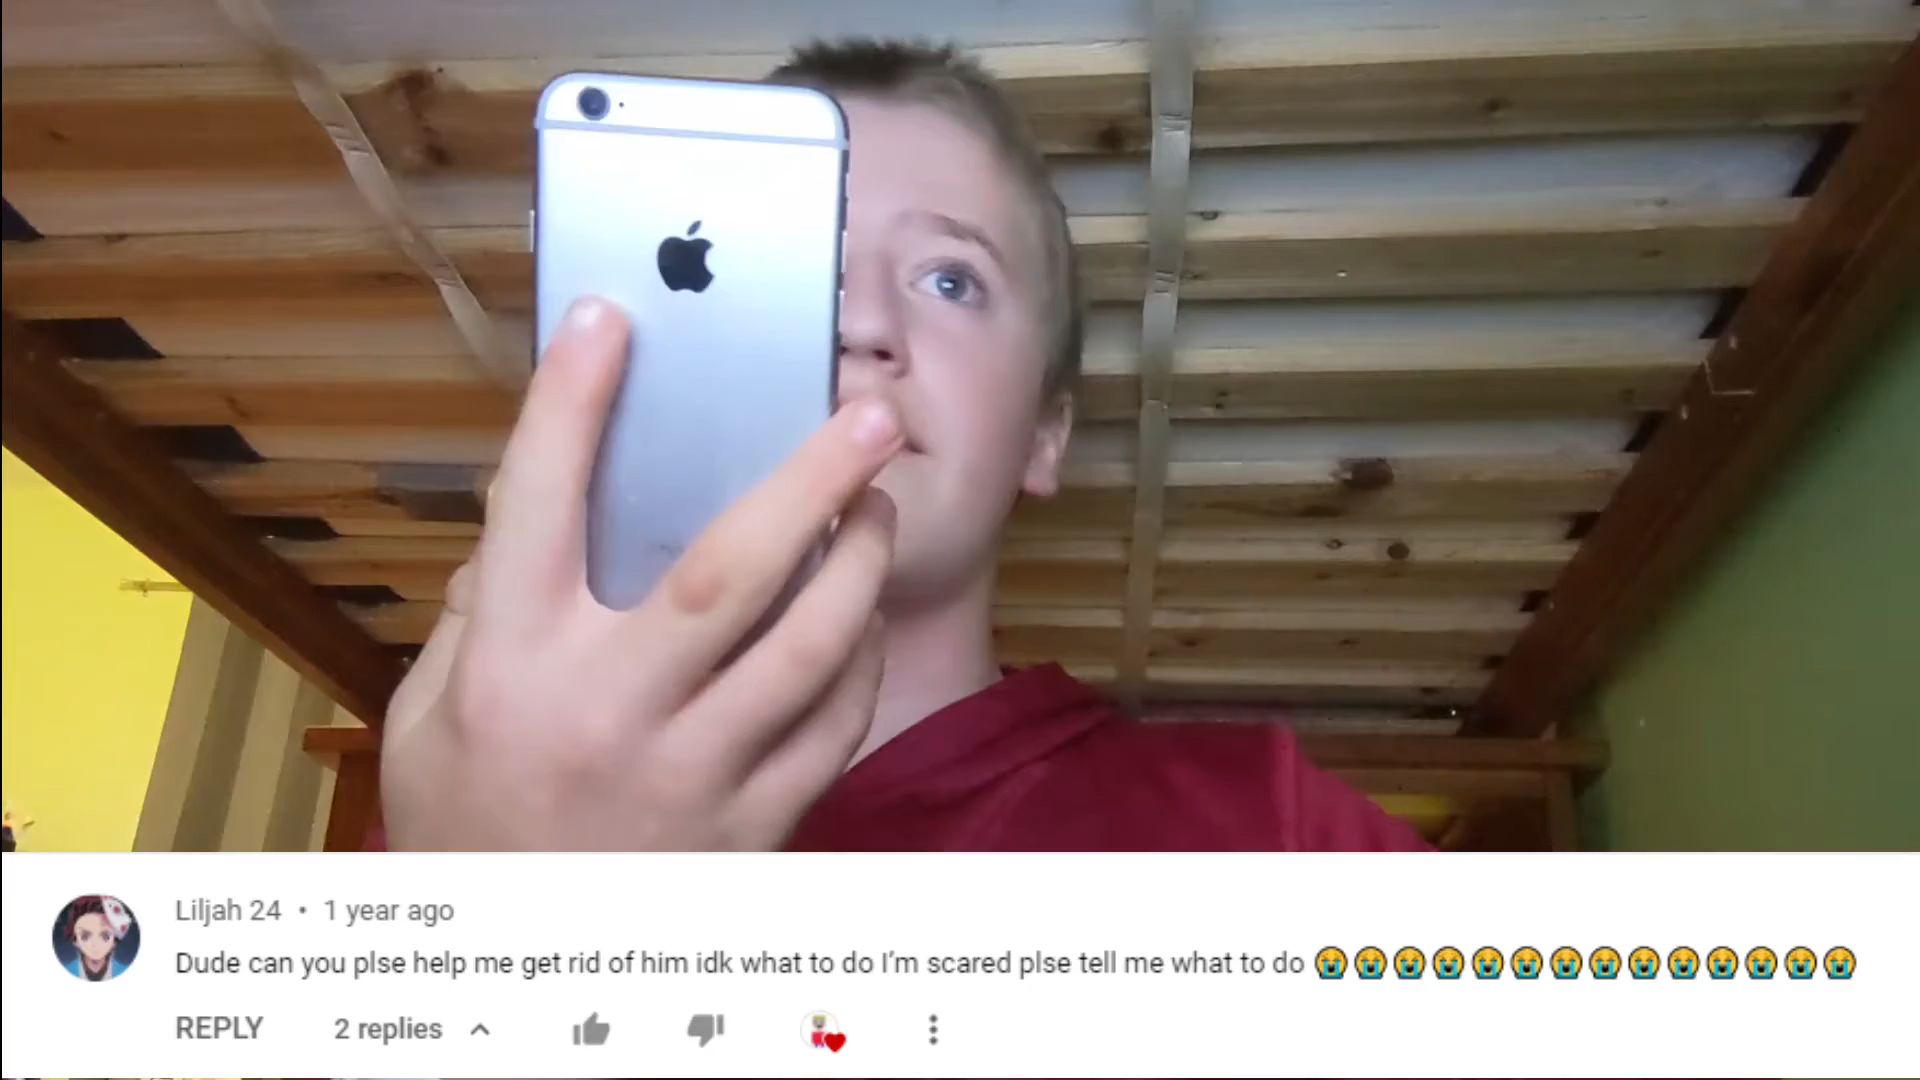 Liljah 24 • 1 year ago
Dude can you plse help me get rid of him idk what to do I'm scared plse tell me what to do 😭😭😭😭😭😭😭😭😭😭😭😭😭😭
REPLY 2 replies